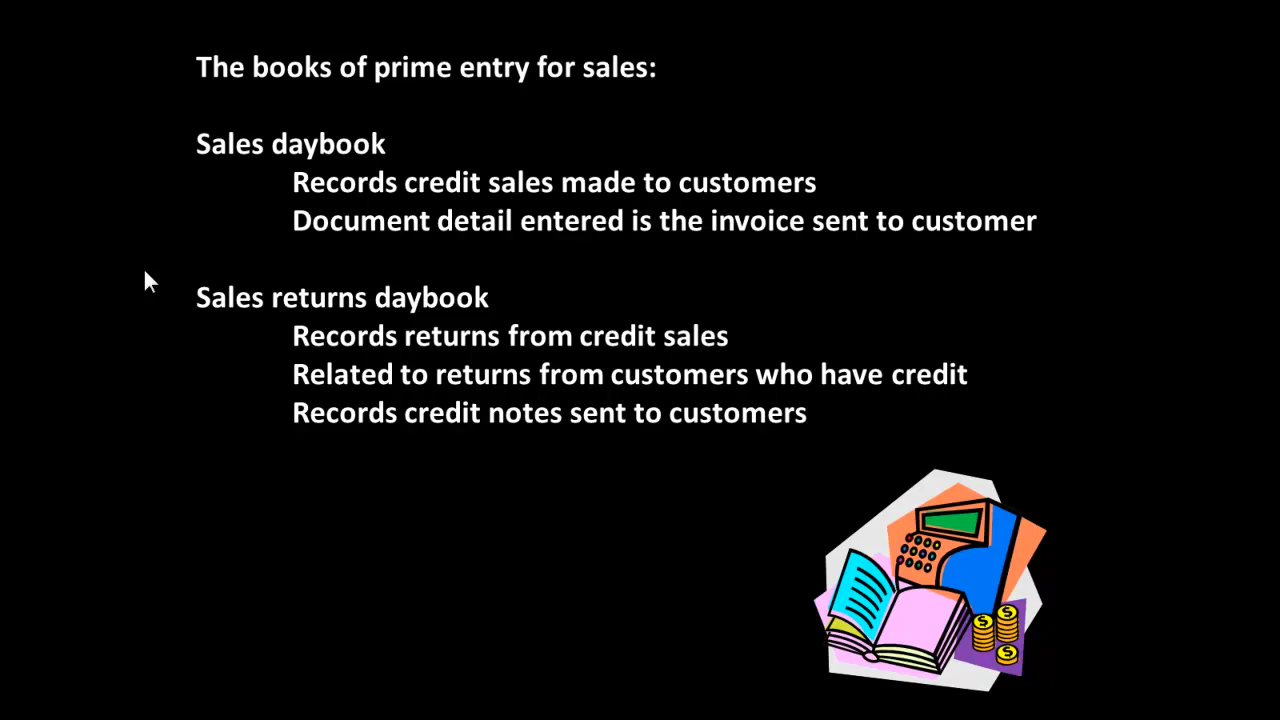 The books of prime entry for sales:
Sales daybook
Records credit sales made to customers
Document detail entered is the invoice sent to customer
Sales returns daybook
Records returns from credit sales
Related to returns from customers who have credit
Records credit notes sent to customers
$
$
$